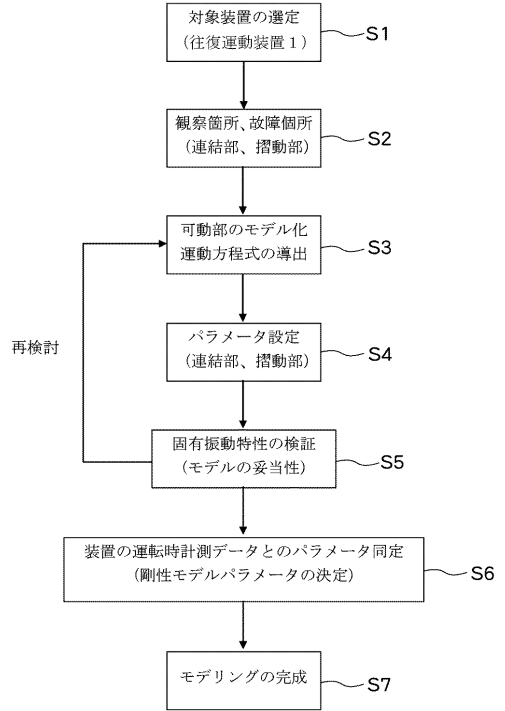 対象装置の選定
（往復運動装置１）
S1
観察箇所、故障個所
（連結部、摺動部）
S2
可動部のモデル化
運動方程式の導出
S3
再検討
パラメータ設定
（連結部、摺動部）
S4
固有振動特性の検証
（モデルの妥当性）
S5
装置の運転時計測データとのパラメータ同定
（剛性モデルパラメータの決定）
S6
モデリングの完成
S7